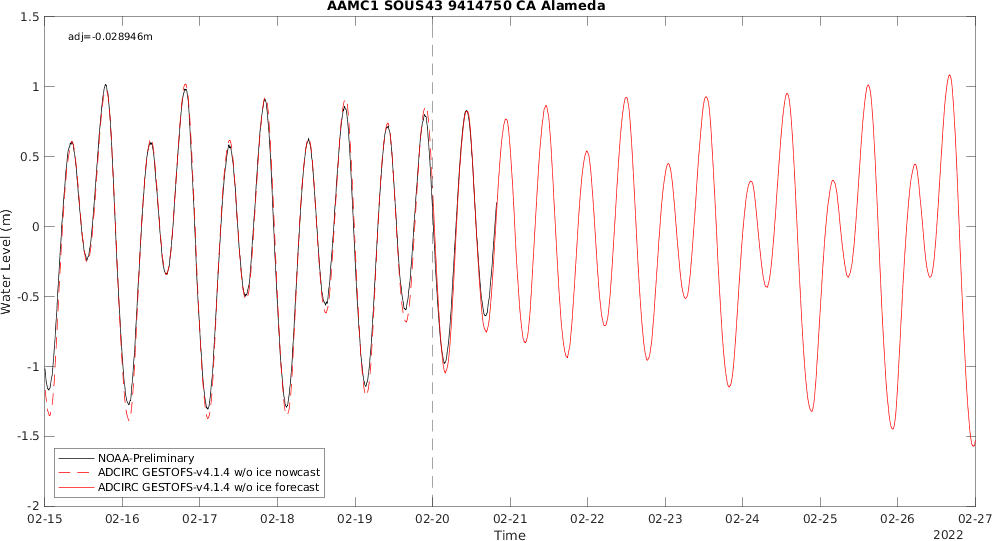 AAMC1 SOUS43 9414750 CA Alameda
adj=-0.028946m
1.5
1
0.5
0
-0.5
-1
-1.5
-2
Water Level (m)
NOAA-Preliminary
ADCIRC GESTOFS-v4.1.4 w/o ice nowcast
ADCIRC GESTOFS-v4.1.4 w/o ice forecast
02-15 02-16 02-17 02-18 02-19 02-20 02-21 02-22 02-23 02-24 02-25 02-26 02-27
Time
2022